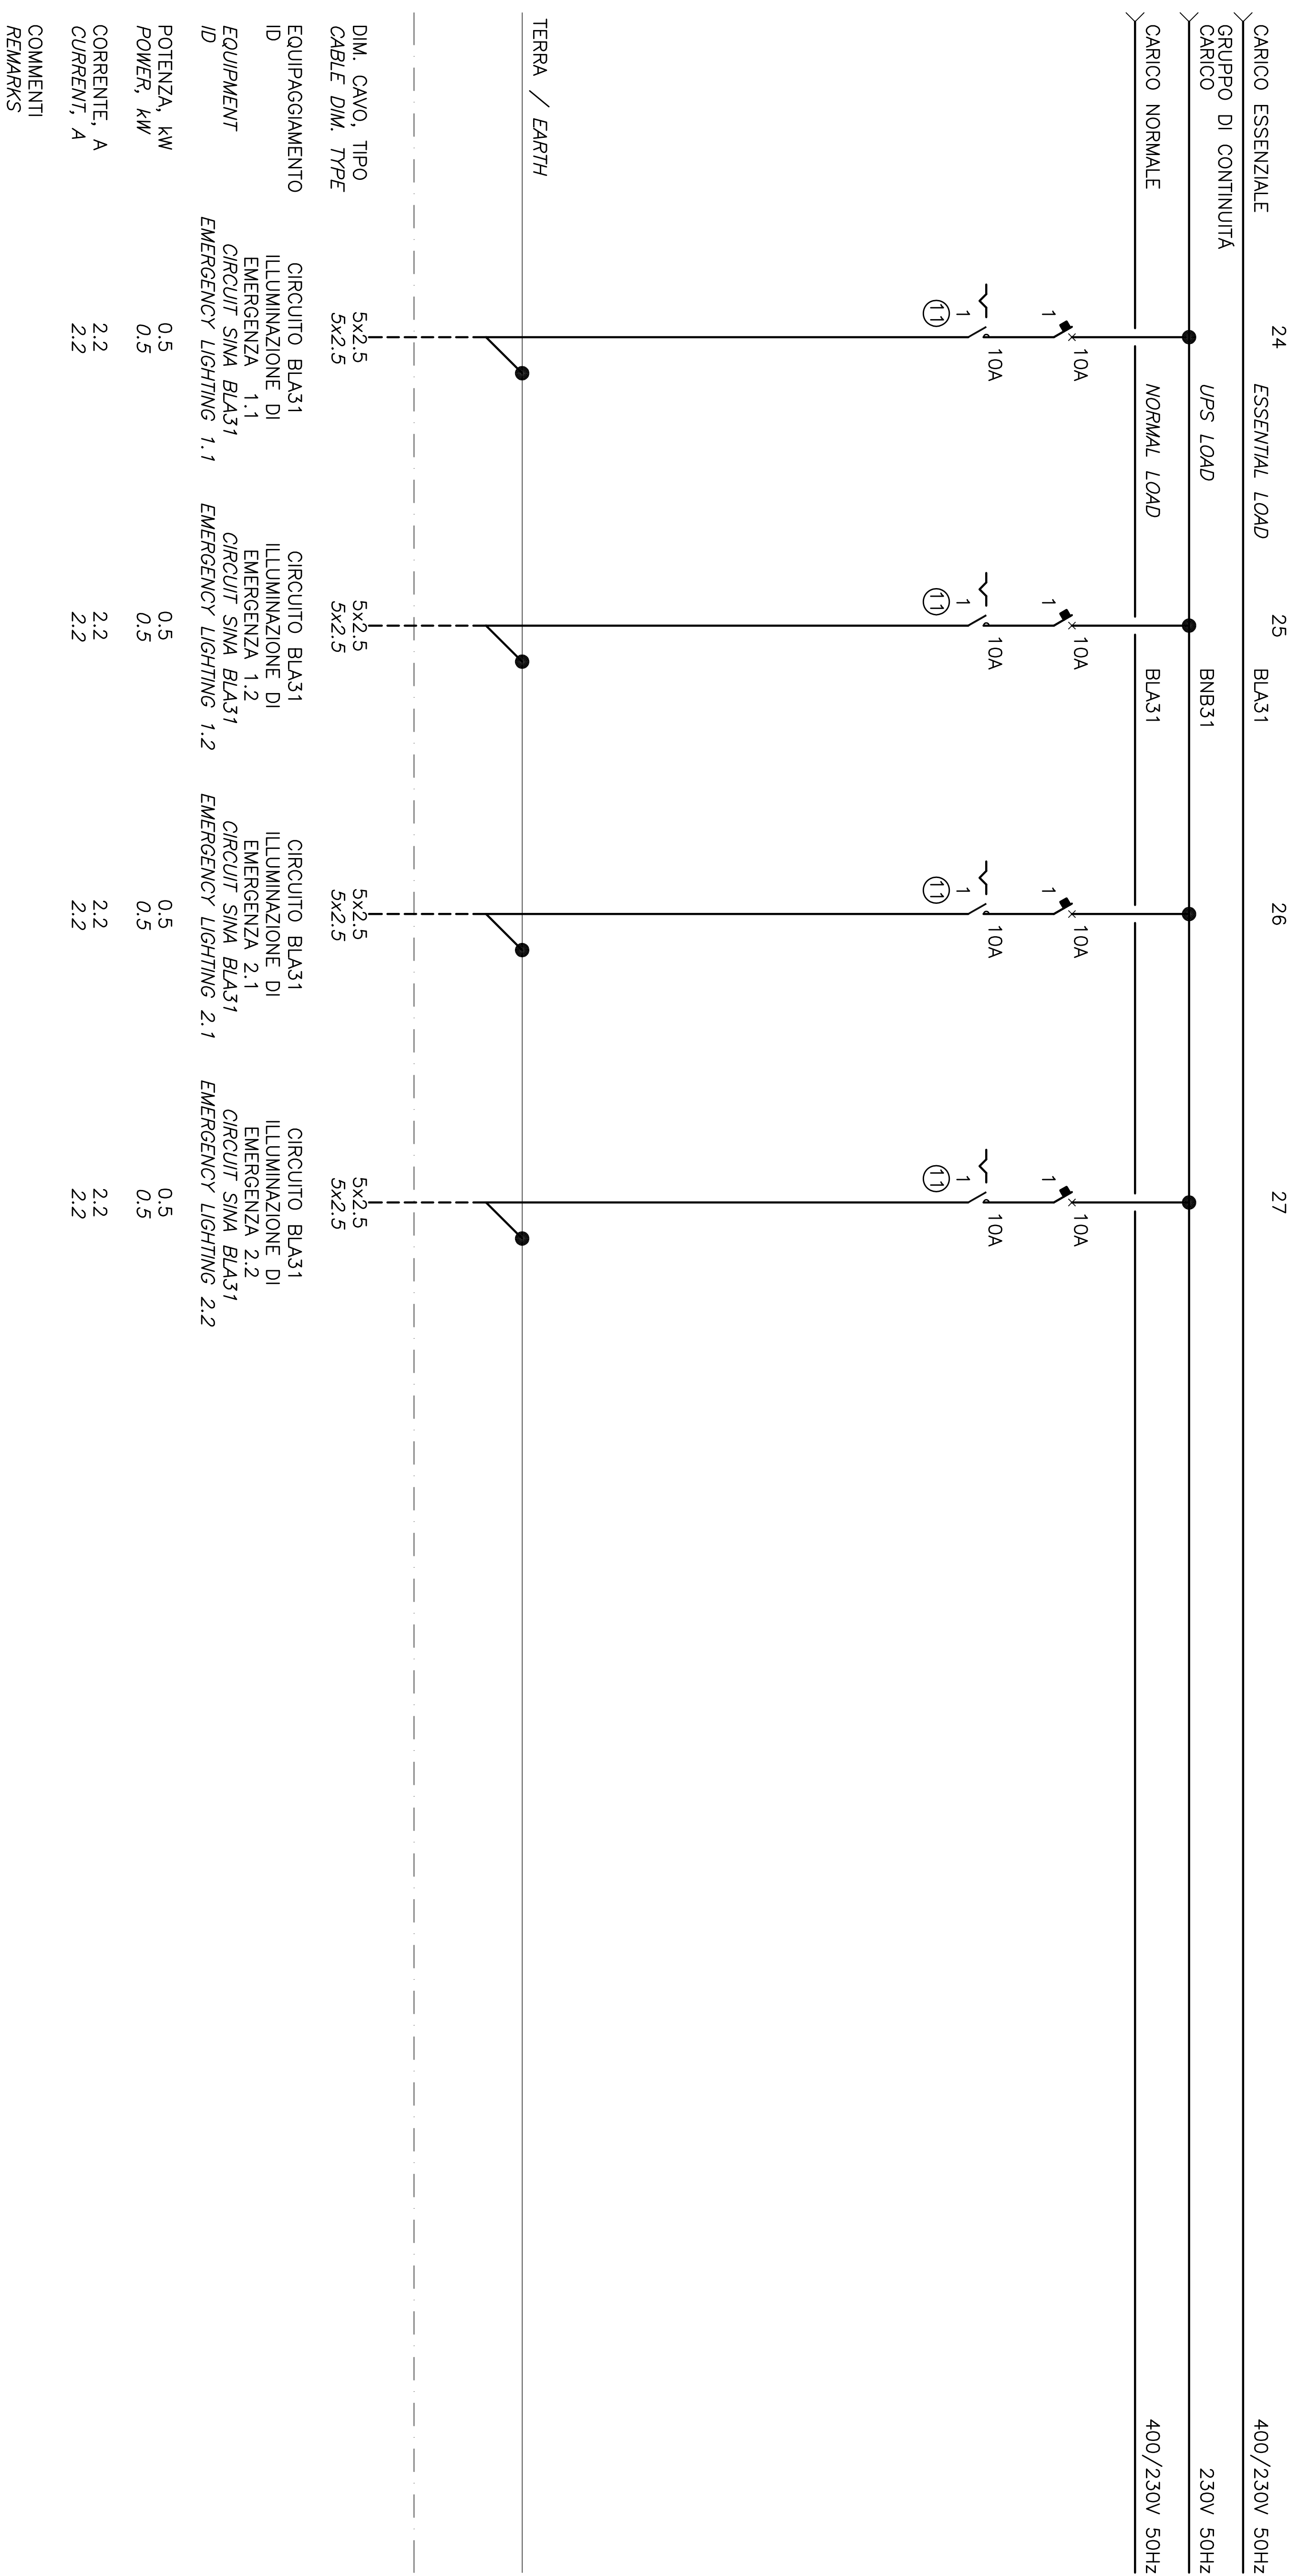 24
25
26
27
CARICO ESSENZIALE
ESSENTIAL LOAD
BLA31
400/230V 50Hz
GRUPPO DI CONTINUITÁ
CARICO
UPS LOAD
BNB31
230V 50Hz
CARICO NORMALE
NORMAL LOAD
BLA31
400/230V 50Hz
10A
1
10A
1
10A
1
10A
1
10A
1
11
10A
1
11
10A
1
11
10A
1
11
TERRA / EARTH
DIM. CAVO, TIPO
CABLE DIM. TYPE
5x2.5
5x2.5
5x2.5
5x2.5
5x2.5
5x2.5
5x2.5
5x2.5
EQUIPAGGIAMENTO
ID
EQUIPMENT
ID
CIRCUITO BLA31
ILLUMINAZIONE DI
EMERGENZA 1.1
CIRCUIT SINA BLA31
EMERGENCY LIGHTING 1.1
CIRCUITO BLA31
ILLUMINAZIONE DI
EMERGENZA 1.2
CIRCUIT SINA BLA31
EMERGENCY LIGHTING 1.2
CIRCUITO BLA31
ILLUMINAZIONE DI
EMERGENZA 2.1
CIRCUIT SINA BLA31
EMERGENCY LIGHTING 2.1
CIRCUITO BLA31
ILLUMINAZIONE DI
EMERGENZA 2.2
CIRCUIT SINA BLA31
EMERGENCY LIGHTING 2.2
POTENZA, kW
POWER, kW
0.5
0.5
0.5
0.5
0.5
0.5
0.5
0.5
CORRENTE, A
CURRENT, A
2.2
2.2
2.2
2.2
2.2
2.2
2.2
2.2
COMMENTI
REMARKS